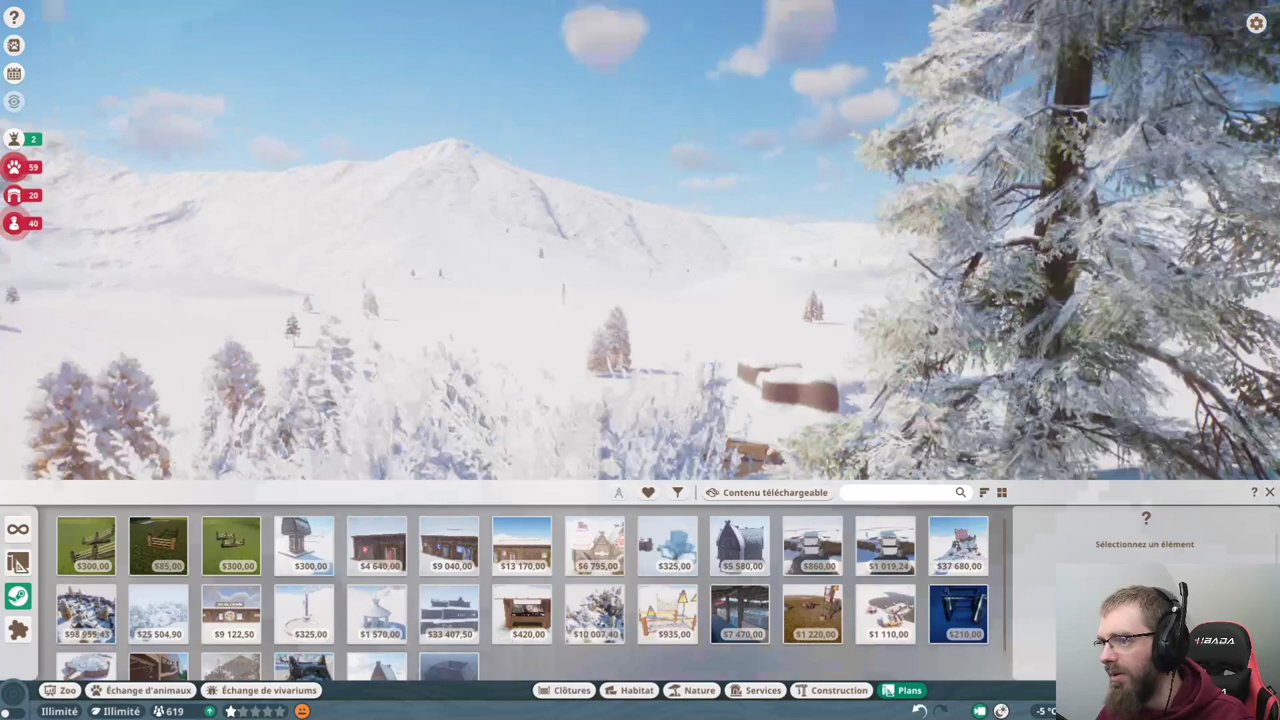 ?
2
59
20
40
Contenu téléchargeable
?
?
Sélectionnez un élément
$300,00
$85,00
$300,00
$300,00
$4 640,00
$9 040,00
$13 170,00
$6 795,00
$325,00
$5 580,00
$860,00
$1 019,24
$37 680,00
$98 955,43
$25 504,90
$9 122,50
$325,00
$1 570,00
$33 407,50
$420,00
$10 007,40
$935,00
$7 470,00
$1 220,00
$1 110,00
$210,00
HBADA
Zoo
Échange d'animaux
Échange de vivariums
Clôtures
Habitat
Nature
Services
Construction
Plans
Illimité
Illimité
619
-5 °C